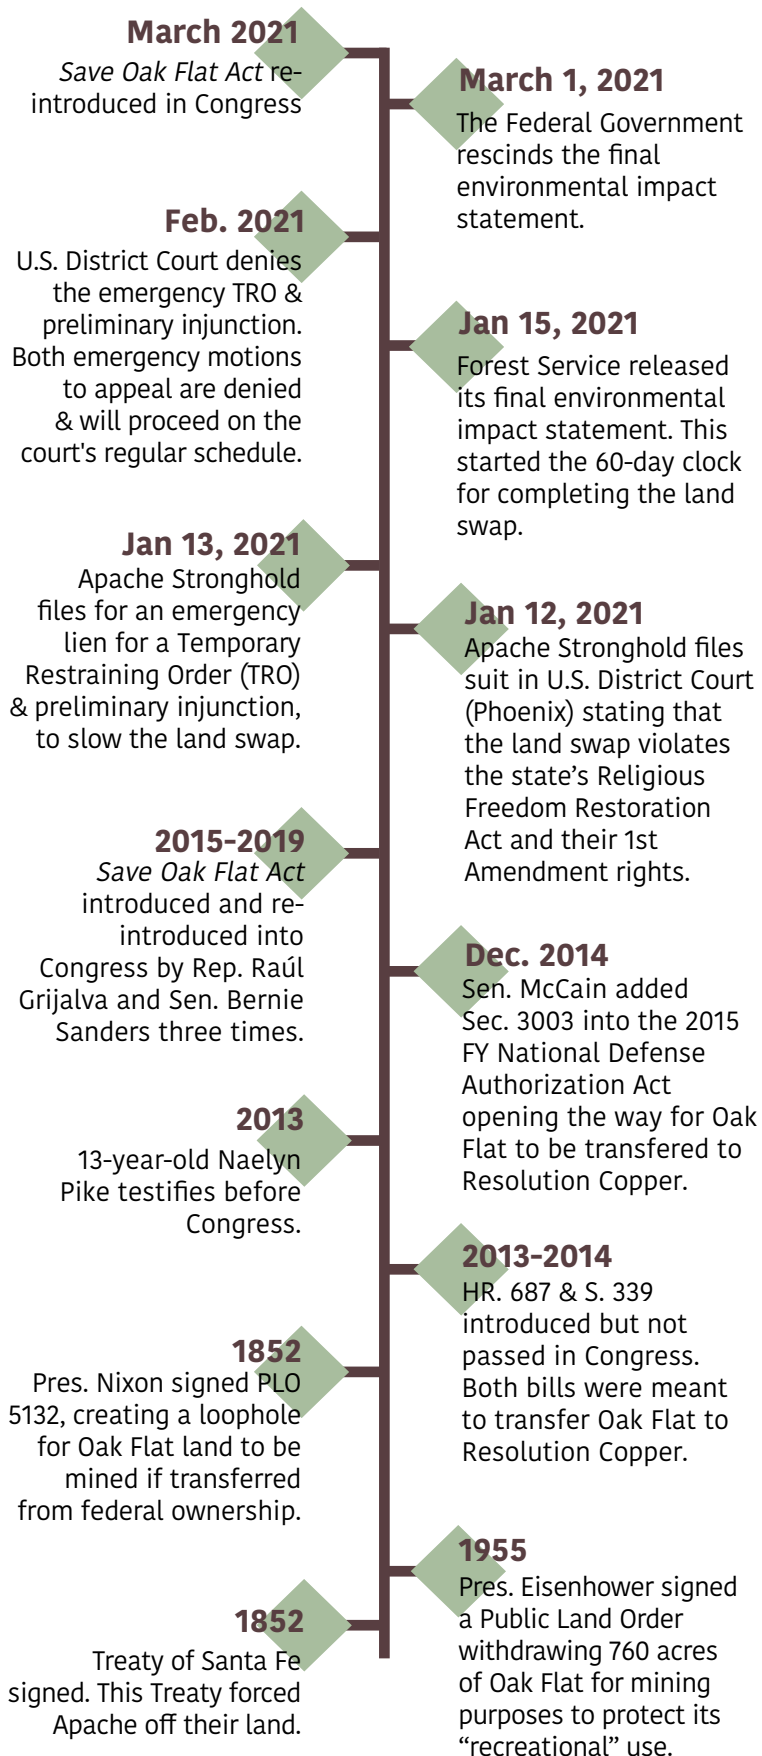 March 2021
Save Oak Flat Act re-
introduced in Congress
March 1, 2021
The Federal Government
rescinds the final
environmental impact
statement.
Feb. 2021
U.S. District Court denies
the emergency TRO &
preliminary injunction.
Both emergency motions
to appeal are denied
& will proceed on the
court's regular schedule.
Jan 15, 2021
Forest Service released
its final environmental
impact statement. This
started the 60-day clock
for completing the land
swap.
Jan 13, 2021
Apache Stronghold
files for an emergency
lien for a Temporary
Restraining Order (TRO)
& preliminary injunction,
to slow the land swap.
Jan 12, 2021
Apache Stronghold files
suit in U.S. District Court
(Phoenix) stating that
the land swap violates
the state’s Religious
Freedom Restoration
Act and their 1st
Amendment rights.
2015-2019
Save Oak Flat Act
introduced and re-
introduced into
Congress by Rep. Raúl
Grijalva and Sen. Bernie
Sanders three times.
Dec. 2014
Sen. McCain added
Sec. 3003 into the 2015
FY National Defense
Authorization Act
opening the way for Oak
Flat to be transfered to
Resolution Copper.
2013
13-year-old Naelyn
Pike testifies before
Congress.
2013-2014
HR. 687 & S. 339
introduced but not
passed in Congress.
Both bills were meant
to transfer Oak Flat to
Resolution Copper.
1852
Pres. Nixon signed PLO
5132, creating a loophole
for Oak Flat land to be
mined if transferred
from federal ownership.
1955
Pres. Eisenhower signed
a Public Land Order
withdrawing 760 acres
of Oak Flat for mining
purposes to protect its
“recreational” use.
1852
Treaty of Santa Fe
signed. This Treaty forced
Apache off their land.